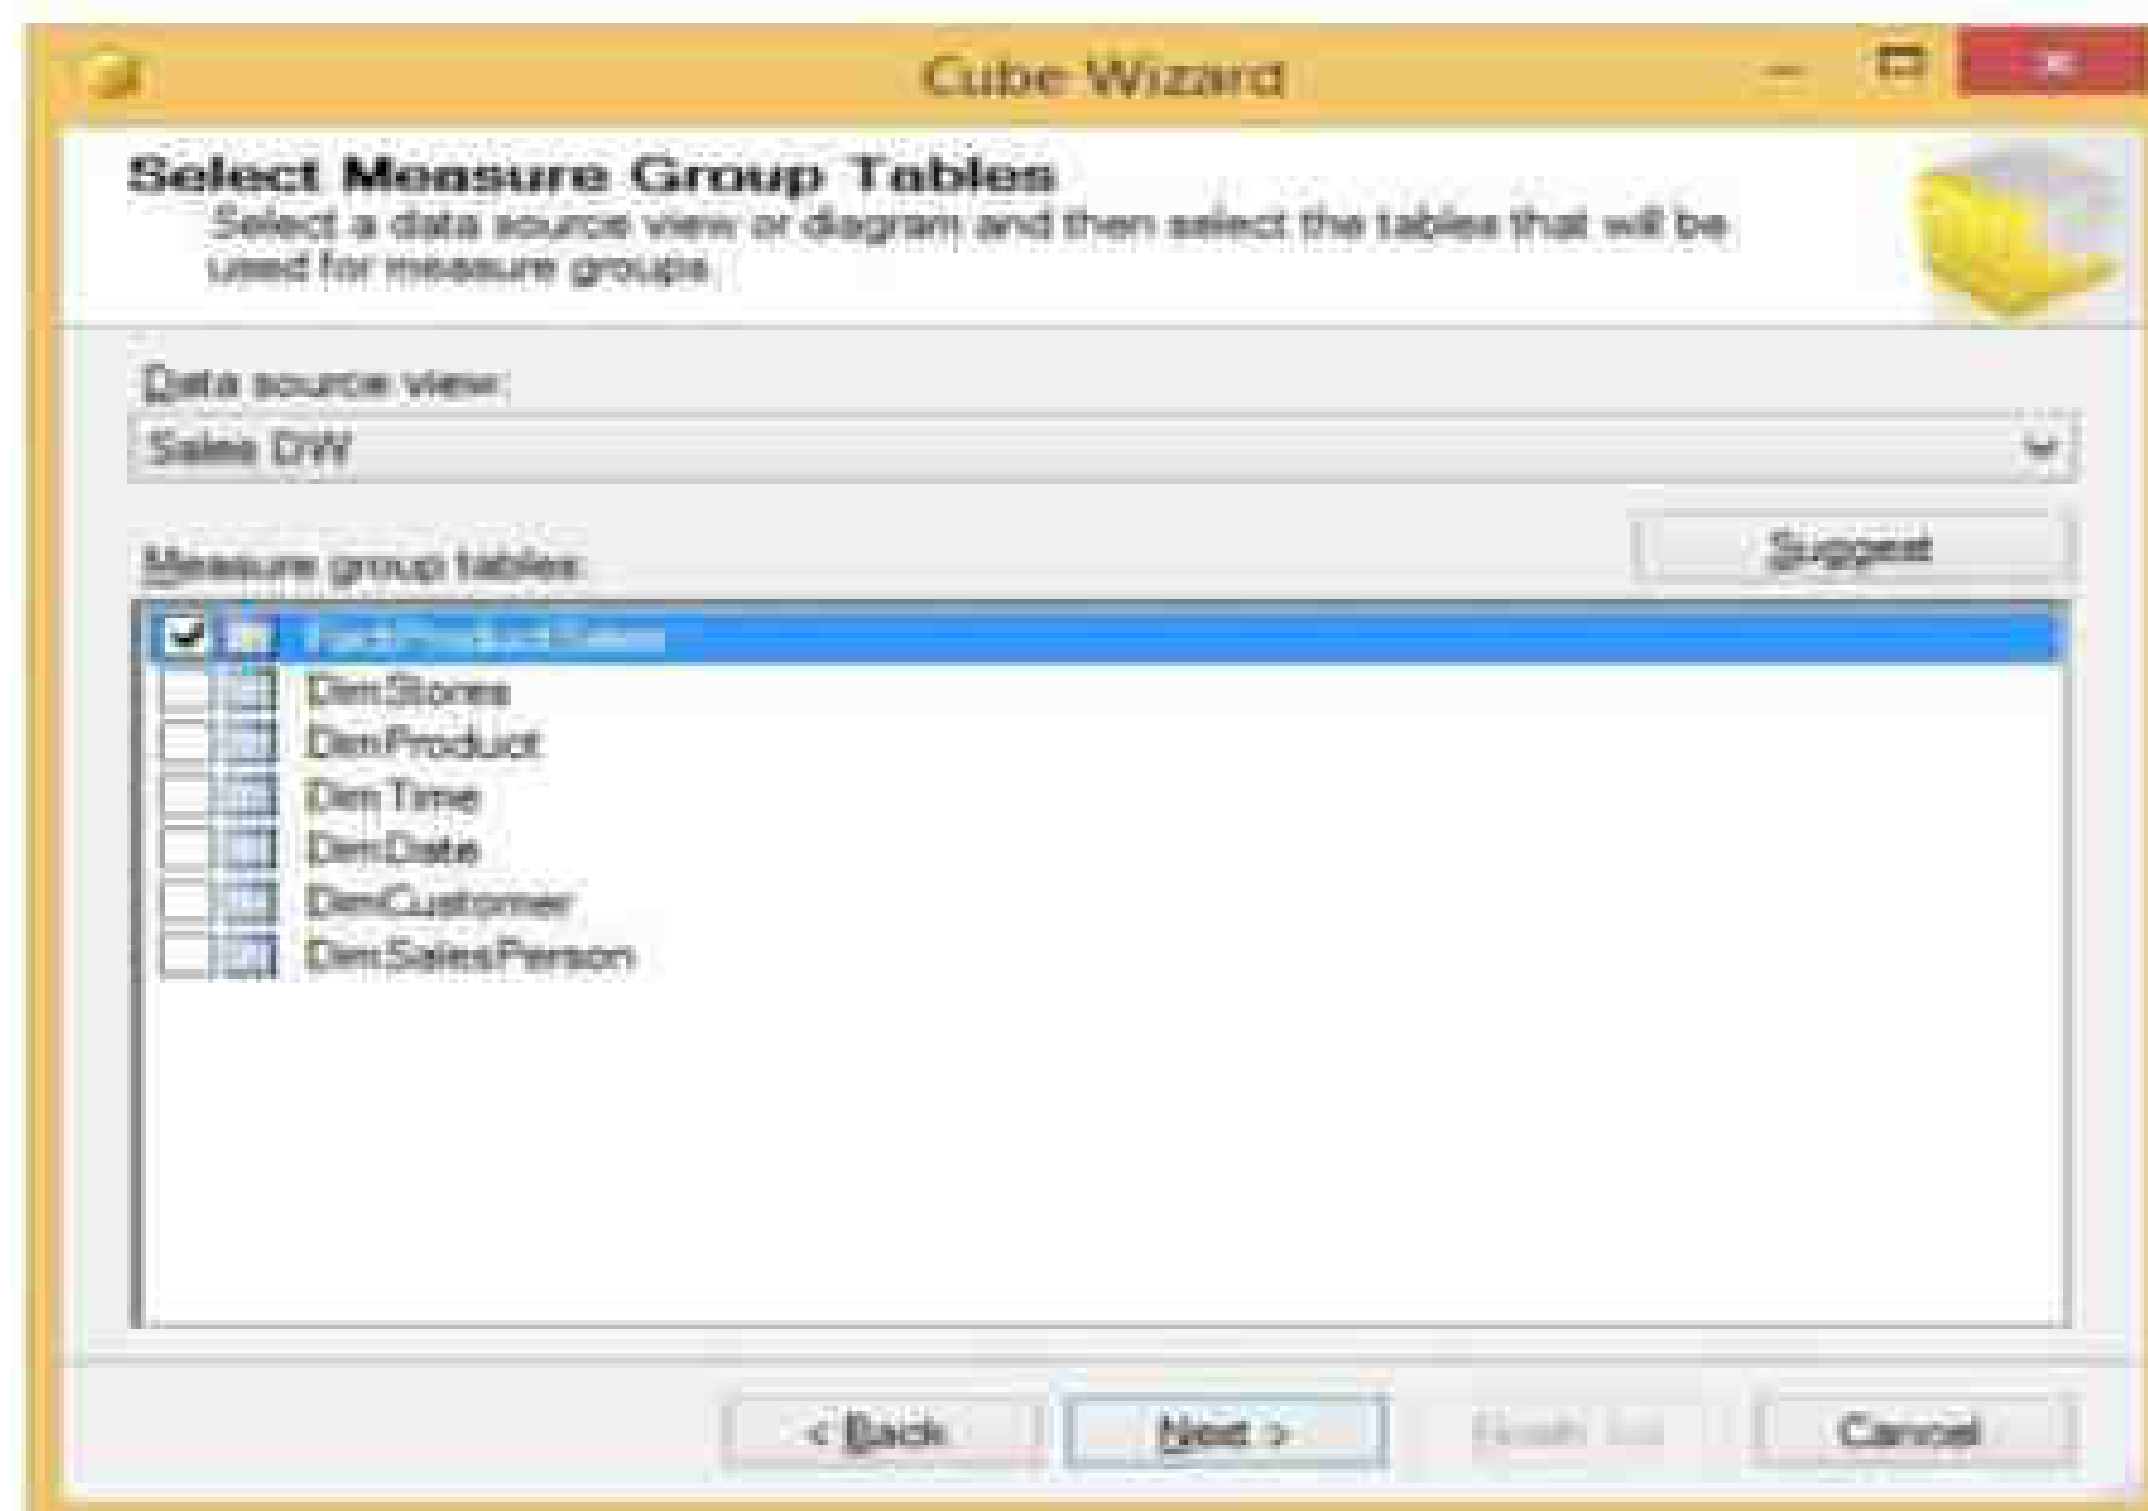 Cube Wizard
Select Measure Group Tables
Select a data source view or diagram and then select the tables that will be
used for measure groups.
Data source view:
Sales DW
Suggest
Measure group tables:
DimStores
DimProduct
DimTime
DimDate
DimCustomer
DimSalesPerson
< Back
Next >
Cancel